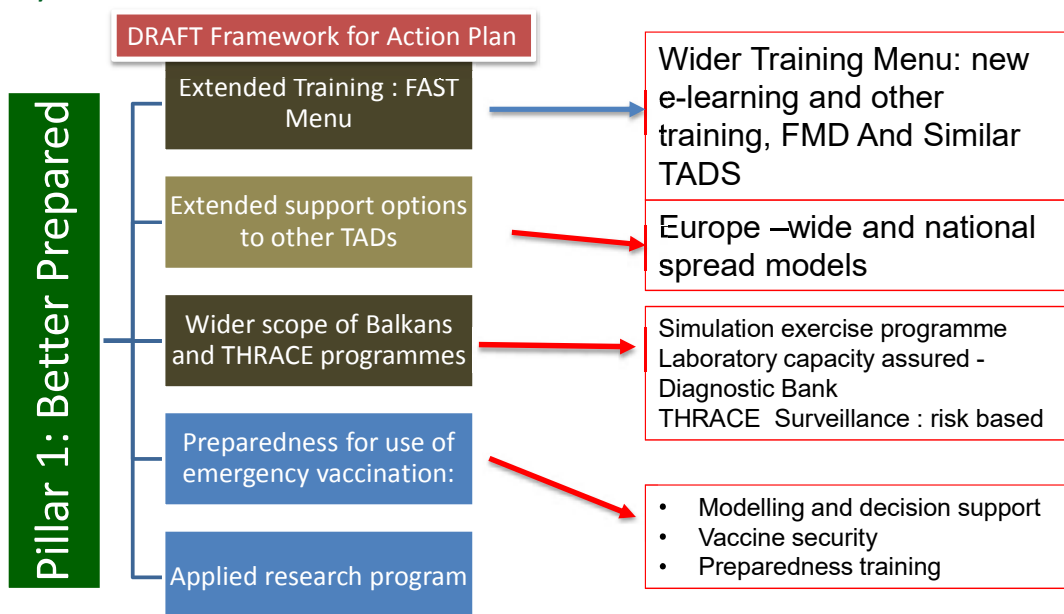 DRAFT Framework for Action Plan
Pillar 1: Better Prepared
Extended Training : FAST
Menu
Wider Training Menu: new
e-learning and other
training, FMD And Similar
TADS
Extended support options
to other TADs
Europe –wide and national
spread models
Wider scope of Balkans
and THRACE programmes
Simulation exercise programme
Laboratory capacity assured -
Diagnostic Bank
THRACE Surveillance : risk based
Preparedness for use of
emergency vaccination:
• Modelling and decision support
• Vaccine security
• Preparedness training
Applied research program